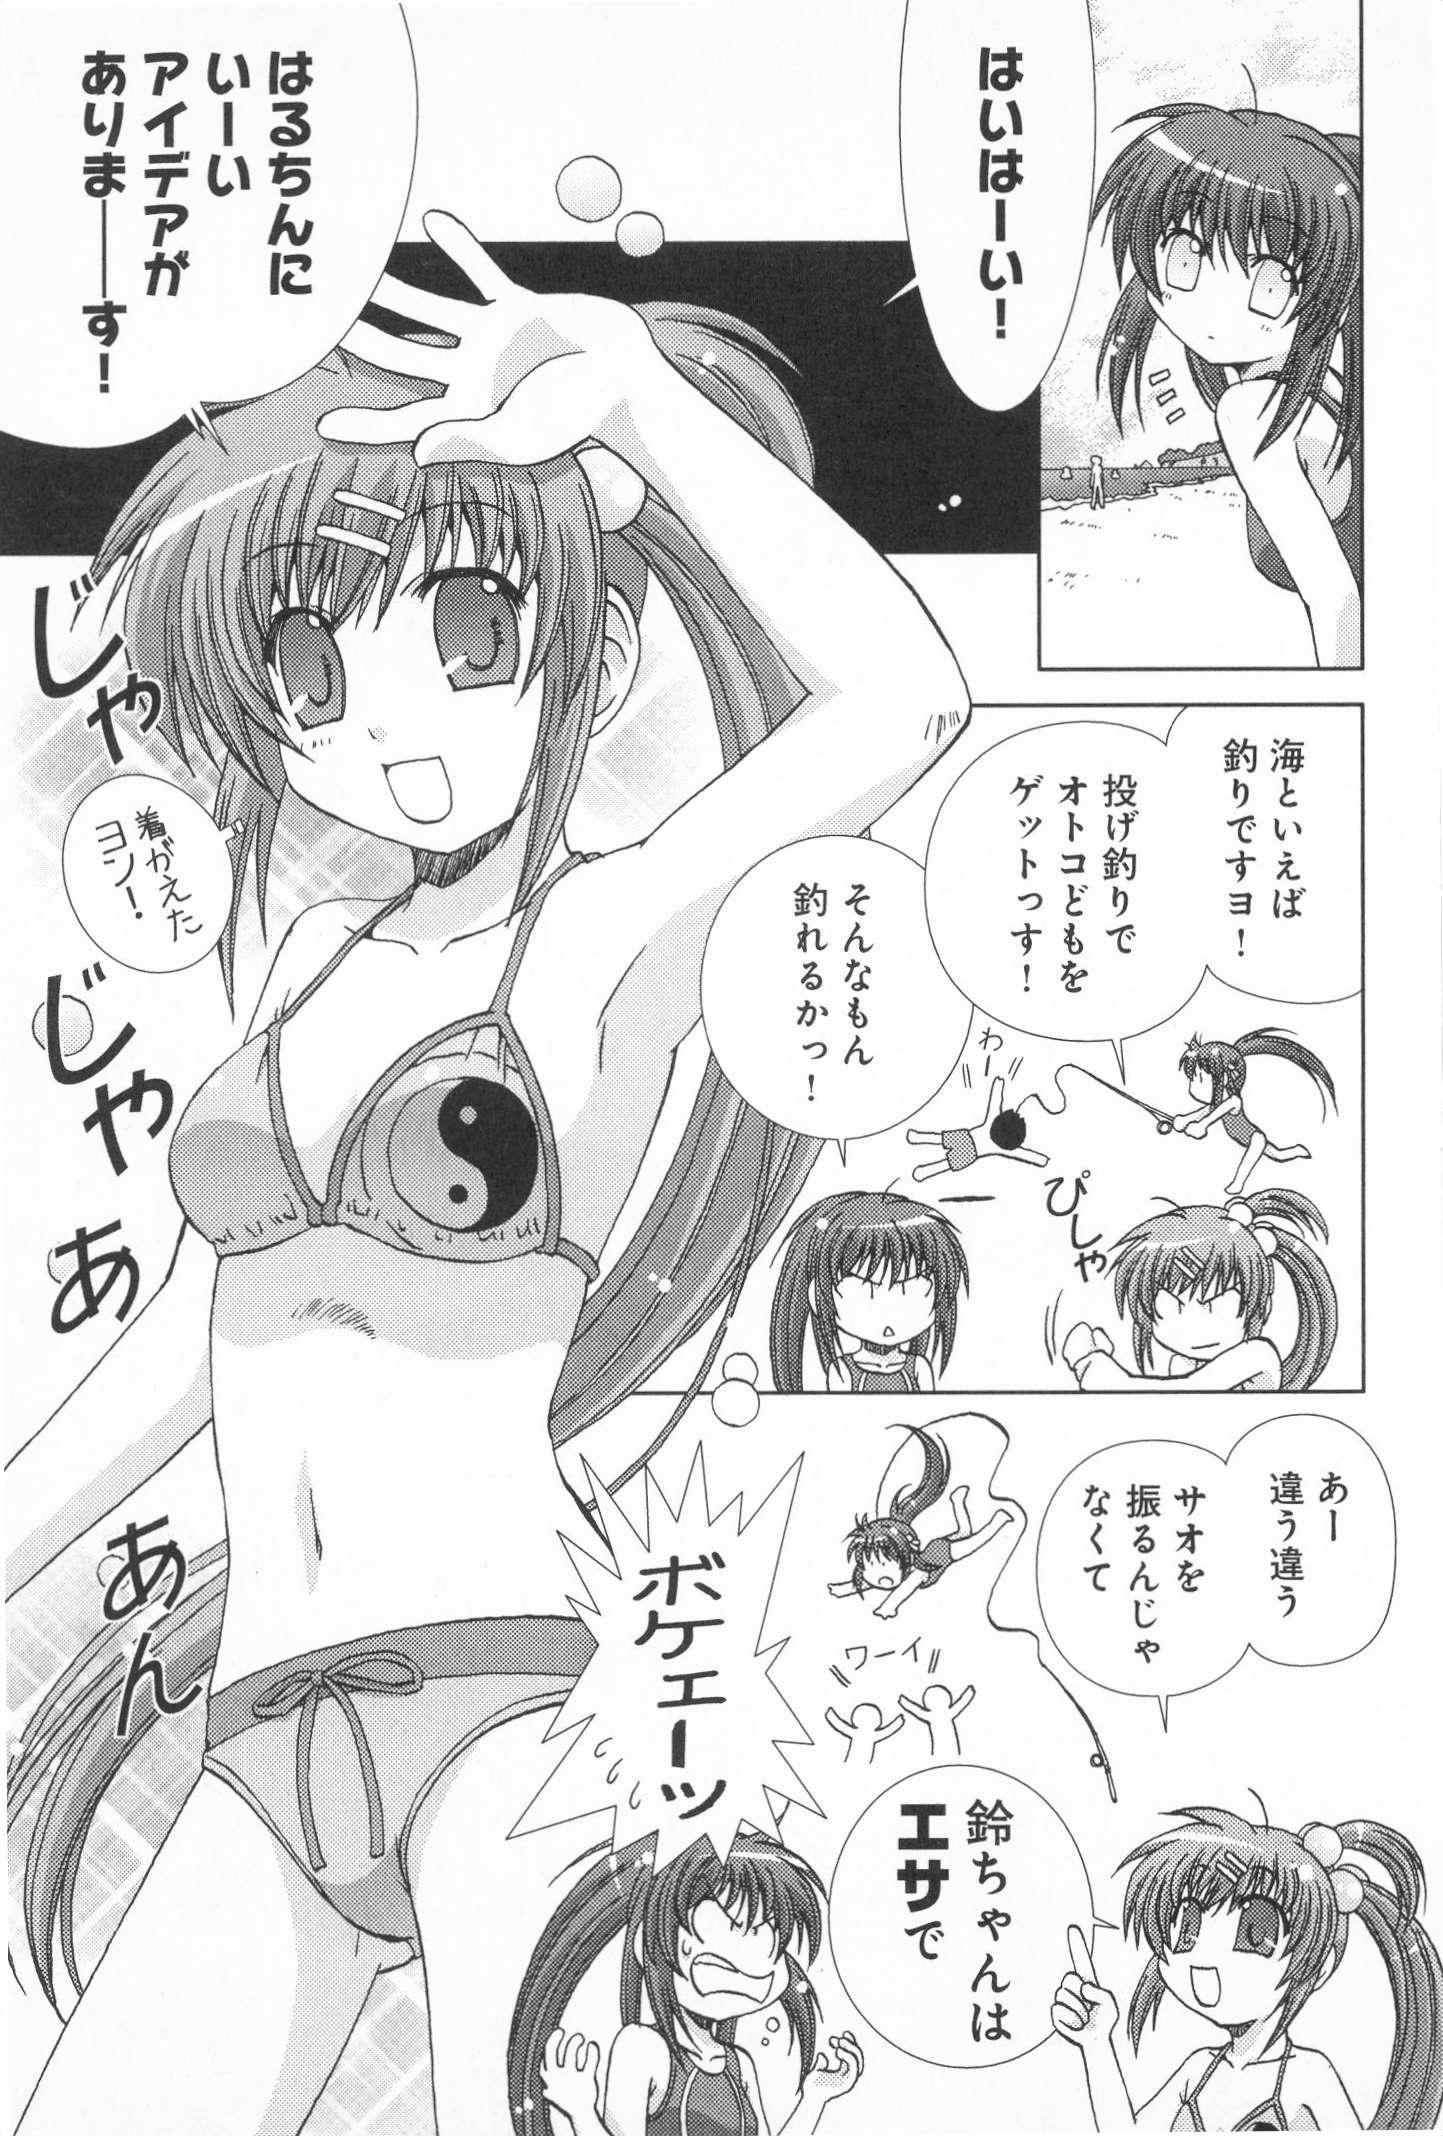 はいはーい！
はるちんに
いーい
アイデアが
ありまーーす！
じゃ
じゃ
あ
あん
着がえた
ヨン！
海といえば
釣りですヨ！
投げ釣りで
オトコどもを
ゲットっす！
わー
そんなもん
釣れるかっ！
ぴしゃ
あー
違う違う
サオを
振るんじゃ
なくて
ワーイ
鈴ちゃんは
エサで
ボケェーッ